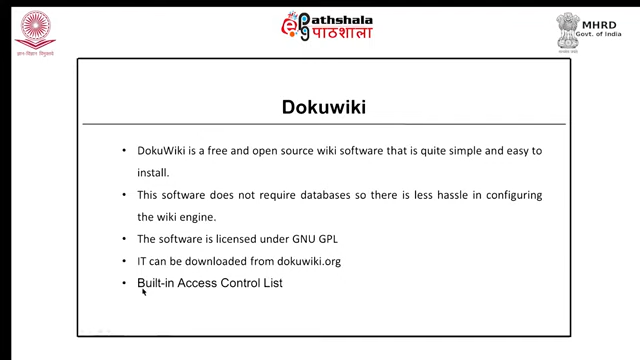 ePG Pathshala
पाठशाला
MHRD
Govt. of India
Dokuwiki
• DokuWiki is a free and open source wiki software that is quite simple and easy to
install.
• This software does not require databases so there is less hassle in configuring
the wiki engine.
• The software is licensed under GNU GPL
• IT can be downloaded from dokuwiki.org
• Built-in Access Control List